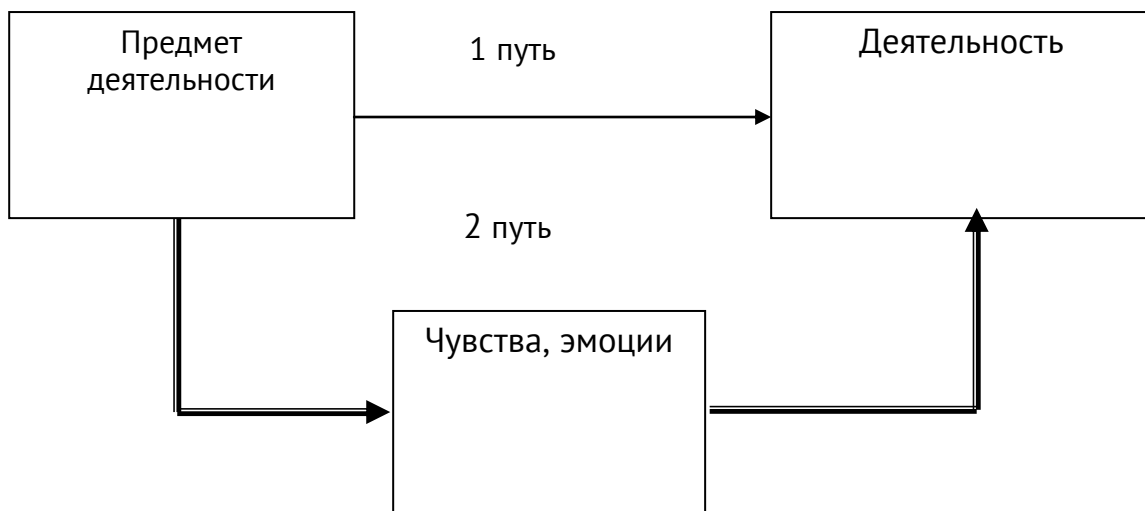 Предмет
деятельности
1 путь
Деятельность
2 путь
Чувства, эмоции